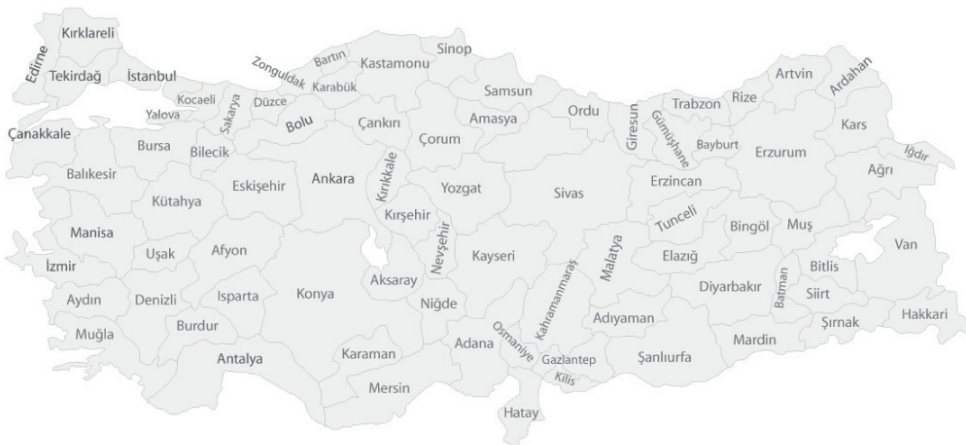 Kırklareli
Edirne
Tekirdağ
İstanbul
Kocaeli
Yalova
Sakarya
Düzce
Zonguldak
Bartın
Karabük
Kastamonu
Sinop
Samsun
Ordu
Giresun
Trabzon
Rize
Artvin
Ardahan
Kars
Iğdır
Ağrı
Erzurum
Bayburt
Gümüşhane
Amasya
Çorum
Çankırı
Bolu
Bilecik
Bursa
Çanakkale
Balıkesir
Kütahya
Eskişehir
Ankara
Kırıkkale
Yozgat
Sivas
Erzincan
Tunceli
Bingöl
Muş
Van
Bitlis
Elazığ
Malatya
Kayseri
Nevşehir
Kırşehir
Afyon
Uşak
Manisa
İzmir
Aydın
Denizli
Isparta
Konya
Aksaray
Niğde
Kahramanmaraş
Adıyaman
Diyarbakır
Batman
Siirt
Şırnak
Hakkari
Mardin
Şanlıurfa
Gaziantep
Kilis
Osmaniye
Adana
Karaman
Mersin
Hatay
Antalya
Burdur
Muğla